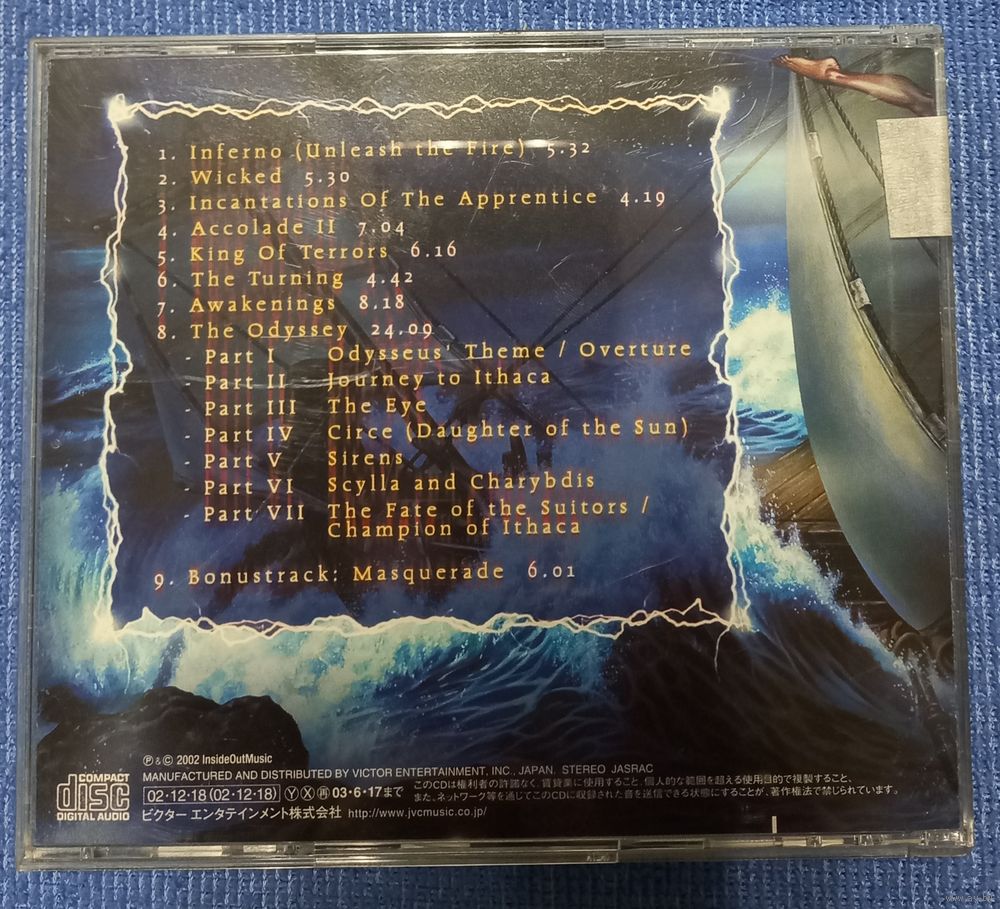 1. Inferno (Unleash the Fire) 5.32
2. Wicked 5.30
3. Incantations Of The Apprentice 4.19
4. Accolade II 7.04
5. King Of Terrors 6.16
6. The Turning 4.42
7. Awakenings 8.18
8. The Odyssey 24.09
- Part I Odysseus' Theme / Overture
- Part II Journey to Ithaca
- Part III The Eye
- Part IV Circe (Daughter of the Sun)
- Part V Sirens
- Part VI Scylla and Charybdis
- Part VII The Fate of the Suitors /
Champion of Ithaca
9. Bonustrack: Masquerade 6.01
℗ & © 2002 InsideOutMusic
MANUFACTURED AND DISTRIBUTED BY VICTOR ENTERTAINMENT, INC., JAPAN. STEREO JASRAC
COMPACT
disc
DIGITAL AUDIO
02・12・18 (02・12・18) Ⓨ Ⓧ ㊢ 03・6・17まで
このCDは権利者の許諾なく、賃貸業に使用すること、個人的な範囲を超える使用目的で複製すること、
また、ネットワーク等を通じてこのCDに収録された音を送信できる状態にすることが、著作権法で禁じられています。
ビクター エンタテインメント株式会社 http://www.jvcmusic.co.jp/